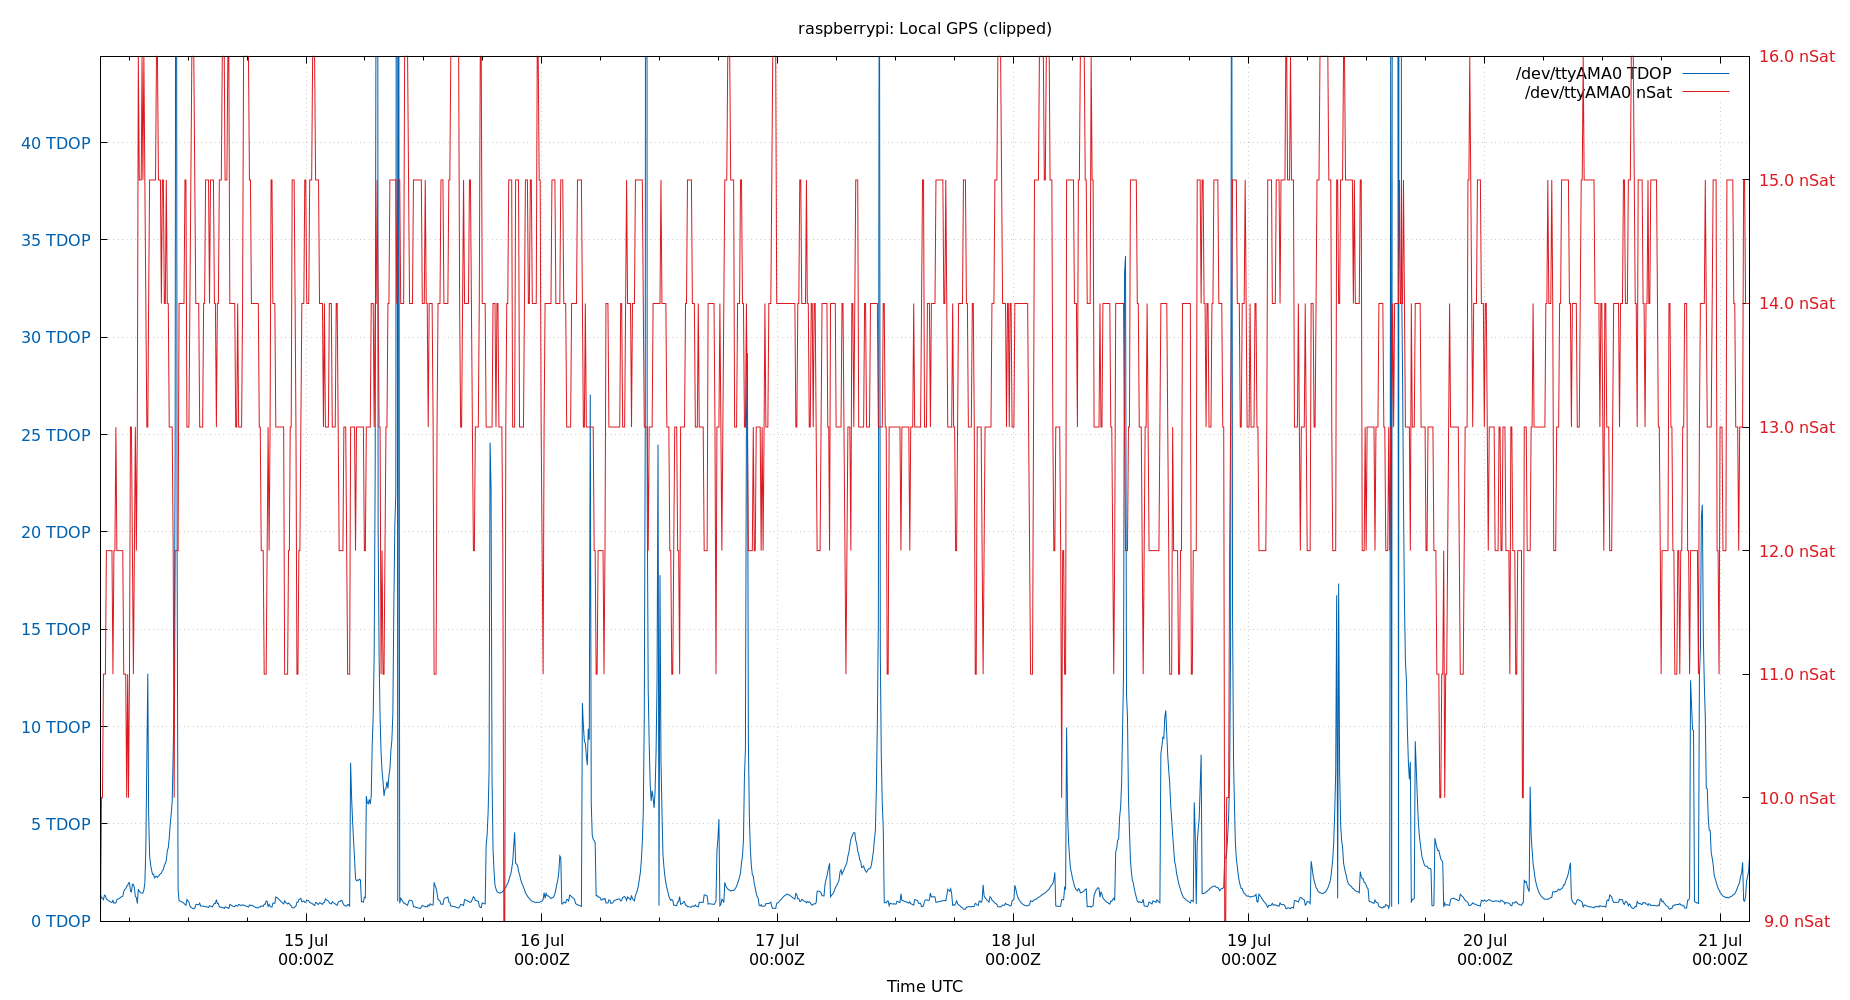 raspberrypi: Local GPS (clipped)
/dev/ttyAMA0 TDOP
/dev/ttyAMA0 nSat
40 TDOP
35 TDOP
30 TDOP
25 TDOP
20 TDOP
15 TDOP
10 TDOP
5 TDOP
0 TDOP
16.0 nSat
15.0 nSat
14.0 nSat
13.0 nSat
12.0 nSat
11.0 nSat
10.0 nSat
9.0 nSat
15 Jul
00:00Z
16 Jul
00:00Z
17 Jul
00:00Z
18 Jul
00:00Z
19 Jul
00:00Z
20 Jul
00:00Z
21 Jul
00:00Z
Time UTC